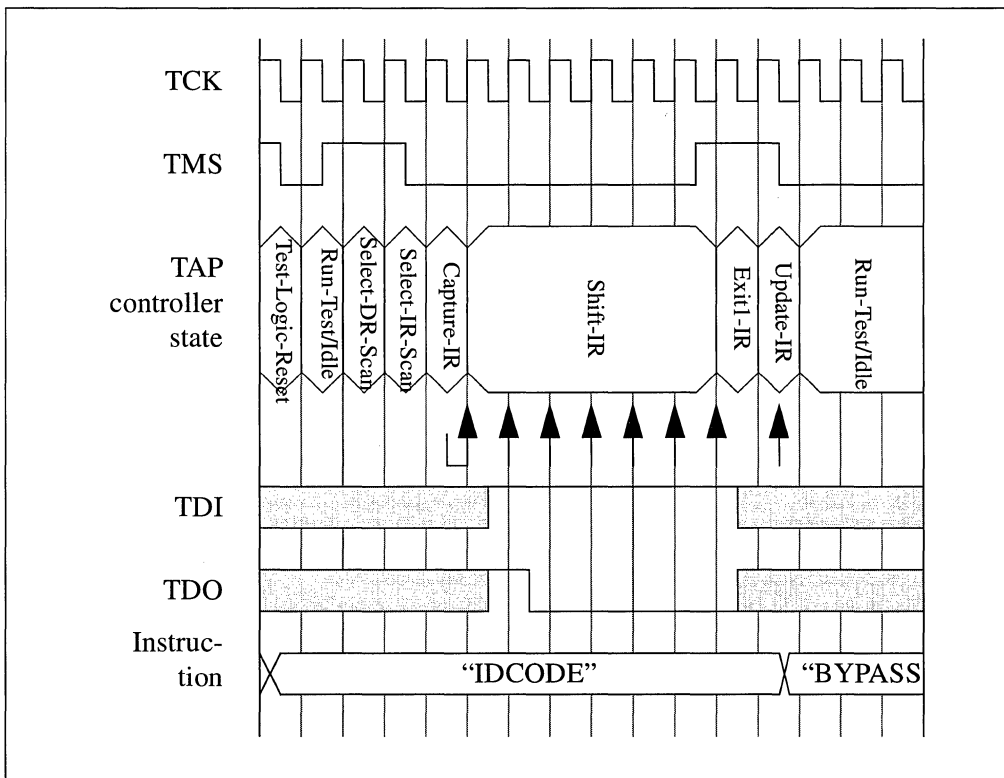 TCK
TMS
TAP
controller
state
Test-Logic-Reset
Run-Test/Idle
Select-DR-Scan
Select-IR-Scan
Capture-IR
Shift-IR
Exit1-IR
Update-IR
Run-Test/Idle
TDI
TDO
Instruc-
tion
“IDCODE”
“BYPASS